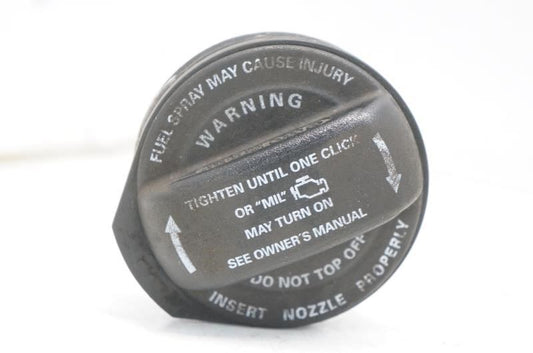 FUEL SPRAY MAY CAUSE INJURY
WARNING
TIGHTEN UNTIL ONE CLICK
OR "MIL"
MAY TURN ON
SEE OWNER'S MANUAL
DO NOT TOP OFF
INSERT NOZZLE PROPERLY